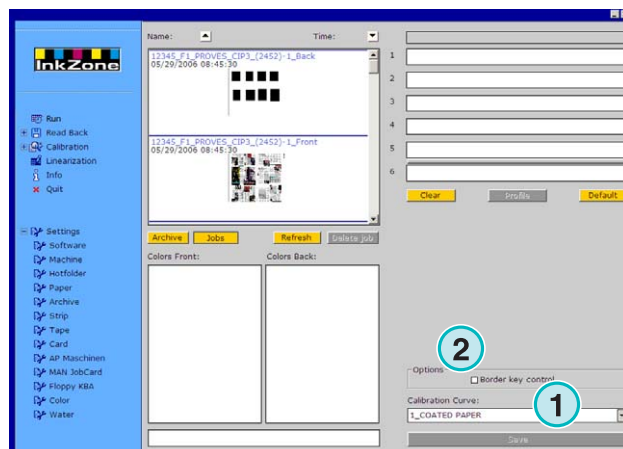 InkZone
Run
Read Back
Calibration
Linearization
Info
Quit
Settings
Software
Machine
Hotfolder
Paper
Archive
Strip
Tape
Card
AP Maschinen
MAN JobCard
Floppy KBA
Color
Water
Name: Time:
12345_F1_PROVES_CIP3_(2452)-1_Back
05/29/2006 08:45:30
12345_F1_PROVES_CIP3_(2452)-1_Front
05/29/2006 08:45:30
Archive Jobs Refresh Delete job
Colors Front: Colors Back:
1
2
3
4
5
6
Clear Profile Default
2
Options
Border key control
1
Calibration Curve:
1_COATED PAPER
Save